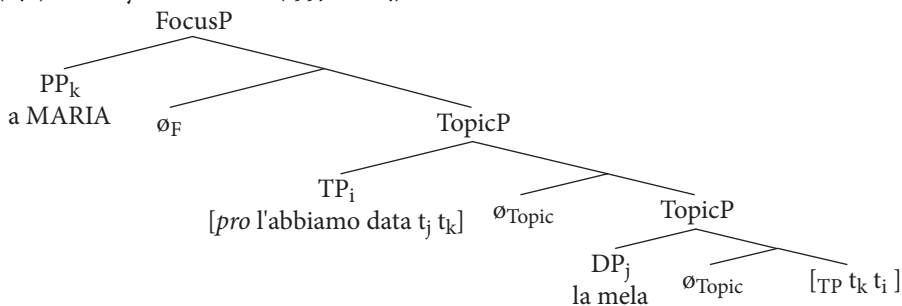 FocusP
PPk
a MARIA
øF
TopicP
TPi
[pro l'abbiamo data tj tk]
øTopic
TopicP
DPj
la mela
øTopic
[TP tk ti ]